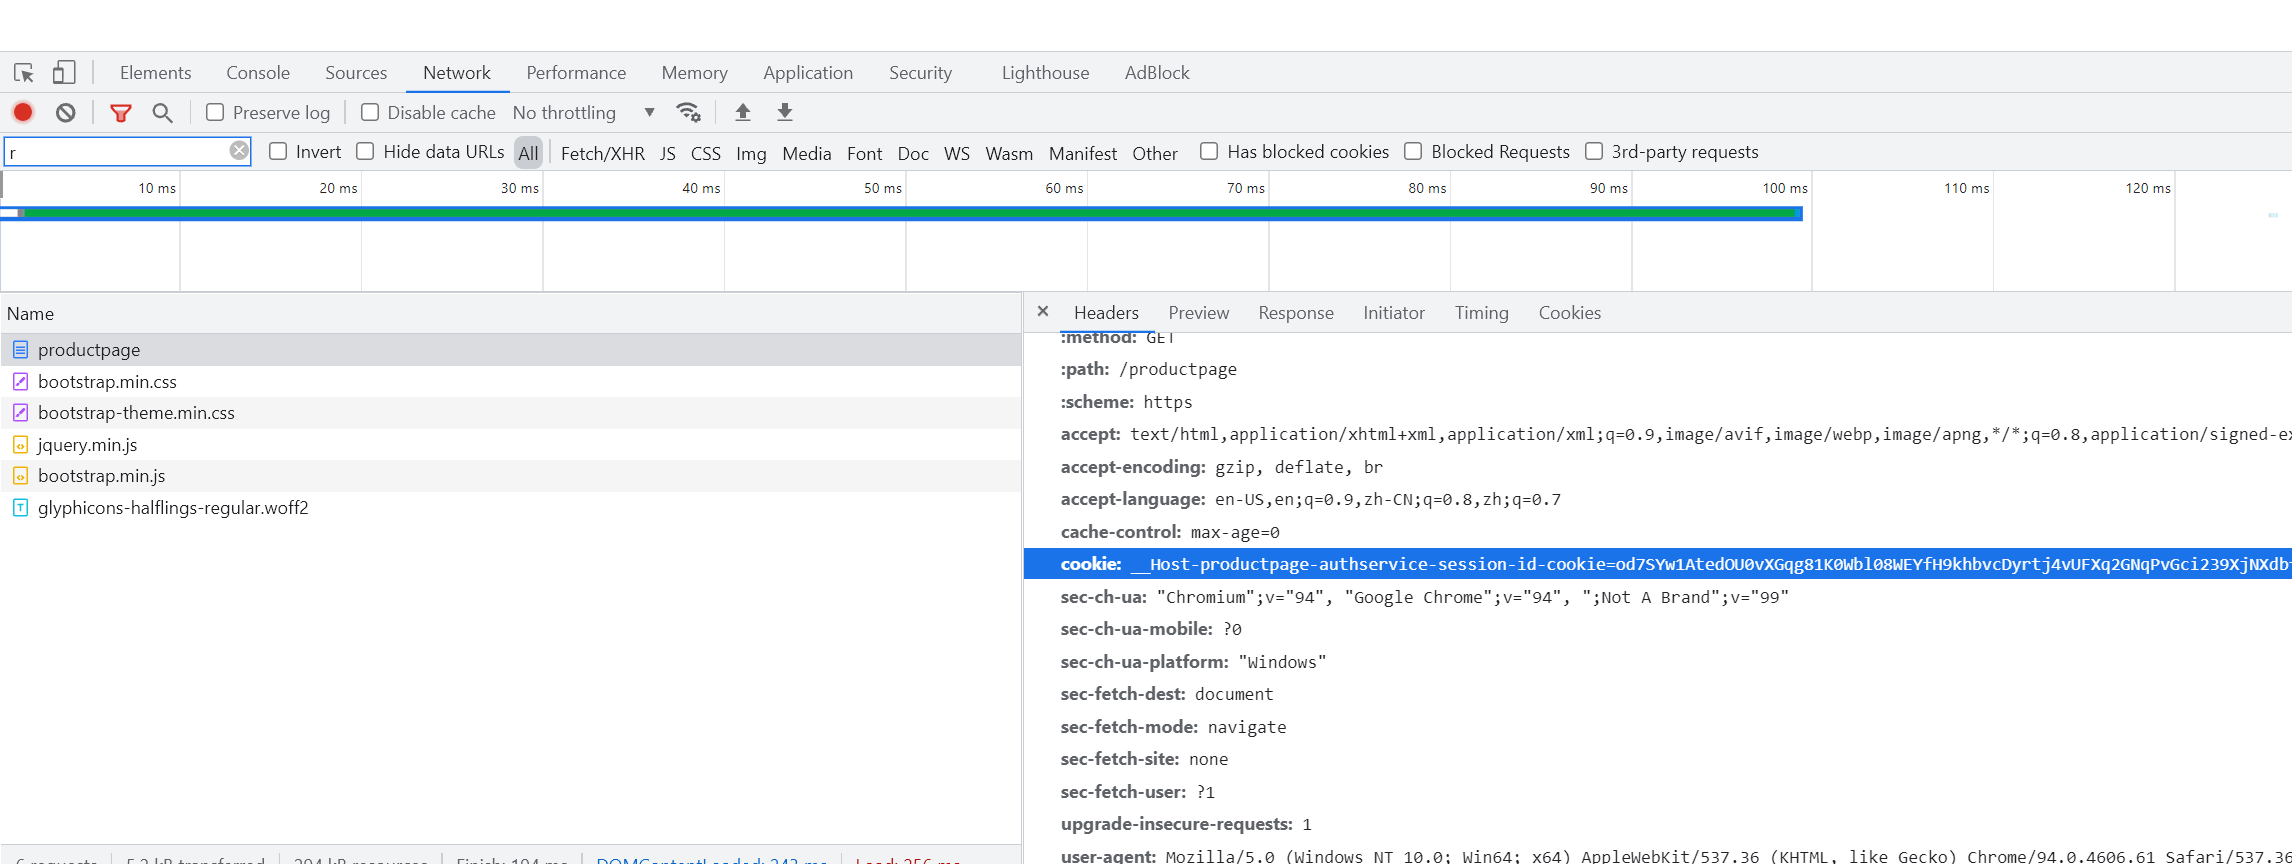 Elements Console Sources Network Performance Memory Application Security Lighthouse AdBlock
Preserve log Disable cache No throttling
r Invert Hide data URLs All Fetch/XHR JS CSS Img Media Font Doc WS Wasm Manifest Other Has blocked cookies Blocked Requests 3rd-party requests
10 ms 20 ms 30 ms 40 ms 50 ms 60 ms 70 ms 80 ms 90 ms 100 ms 110 ms 120 ms
Name
productpage
bootstrap.min.css
bootstrap-theme.min.css
jquery.min.js
bootstrap.min.js
glyphicons-halflings-regular.woff2
Headers Preview Response Initiator Timing Cookies
:method: GET
:path: /productpage
:scheme: https
accept: text/html,application/xhtml+xml,application/xml;q=0.9,image/avif,image/webp,image/apng,*/*;q=0.8,application/signed-ex
accept-encoding: gzip, deflate, br
accept-language: en-US,en;q=0.9,zh-CN;q=0.8,zh;q=0.7
cache-control: max-age=0
cookie: __Host-productpage-authservice-session-id-cookie=od7SYw1AtedOU0vXGqg81K0Wbl08WEYfH9khbvcDyrtj4vUFXq2GNqPvGci239XjNXdb
sec-ch-ua: "Chromium";v="94", "Google Chrome";v="94", ";Not A Brand";v="99"
sec-ch-ua-mobile: ?0
sec-ch-ua-platform: "Windows"
sec-fetch-dest: document
sec-fetch-mode: navigate
sec-fetch-site: none
sec-fetch-user: ?1
upgrade-insecure-requests: 1
user-agent: Mozilla/5.0 (Windows NT 10.0; Win64; x64) AppleWebKit/537.36 (KHTML, like Gecko) Chrome/94.0.4606.61 Safari/537.36
6 requests 5.2 kB transferred resources Finish: DOMContentLoaded: Load: